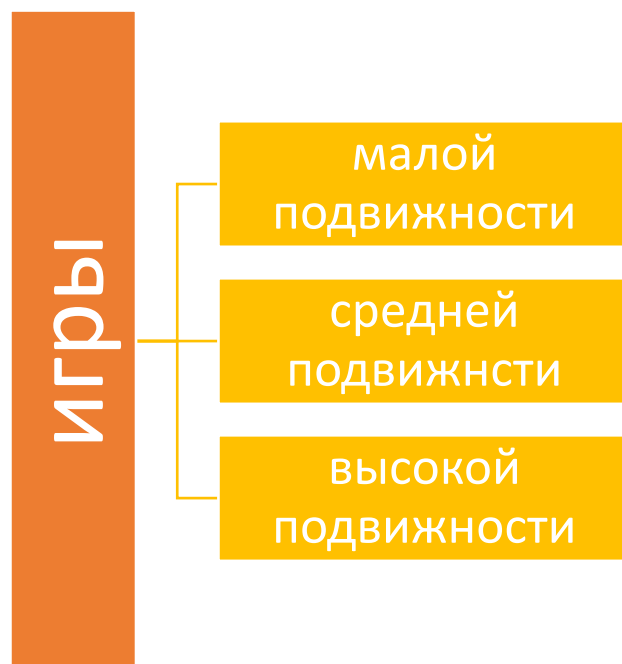 игры
малой
подвижности
средней
подвижнсти
высокой
подвижности